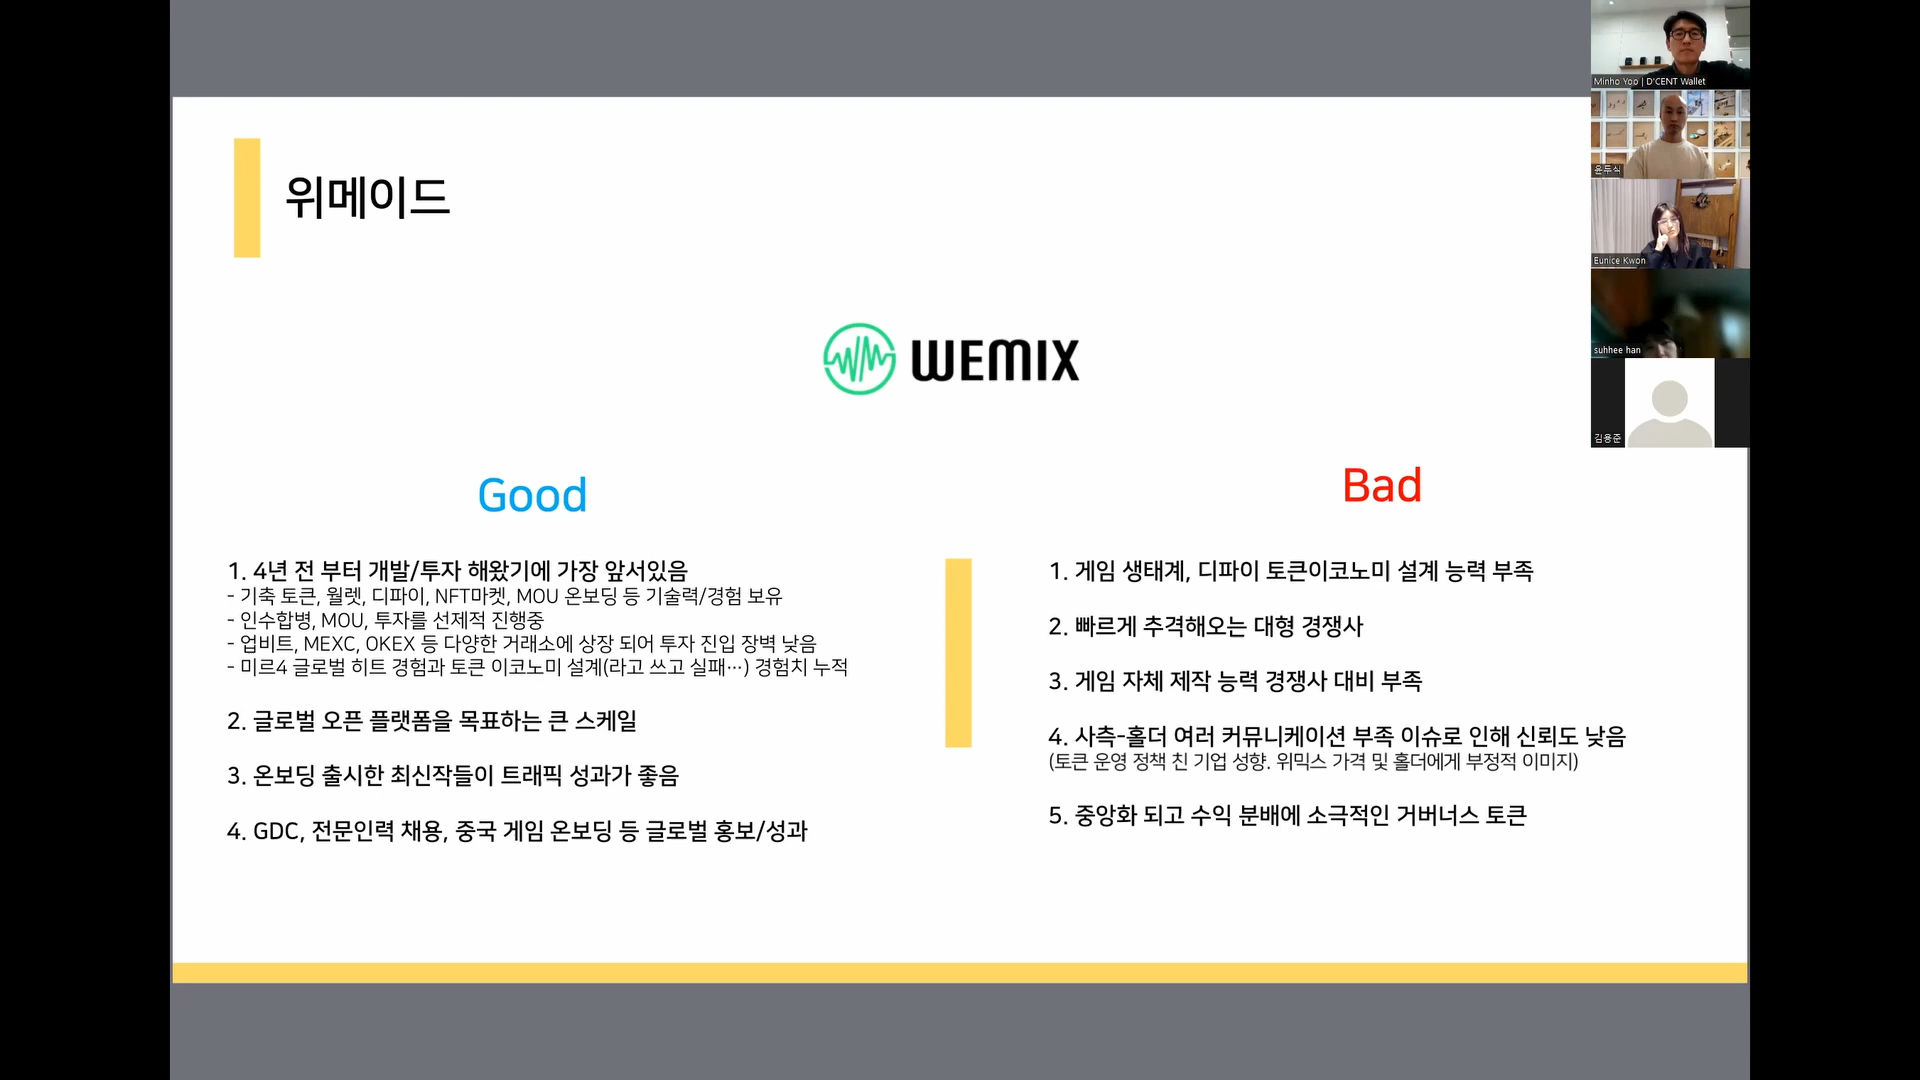 위메이드
WEMIX
Good
1. 4년 전 부터 개발/투자 해왔기에 가장 앞서있음
- 기축 토큰, 월렛, 디파이, NFT마켓, MOU 온보딩 등 기술력/경험 보유
- 인수합병, MOU, 투자를 선제적 진행중
- 업비트, MEXC, OKEX 등 다양한 거래소에 상장 되어 투자 진입 장벽 낮음
- 미르4 글로벌 히트 경험과 토큰 이코노미 설계(라고 쓰고 실패…) 경험치 누적
2. 글로벌 오픈 플랫폼을 목표하는 큰 스케일
3. 온보딩 출시한 최신작들이 트래픽 성과가 좋음
4. GDC, 전문인력 채용, 중국 게임 온보딩 등 글로벌 홍보/성과
Bad
1. 게임 생태계, 디파이 토큰이코노미 설계 능력 부족
2. 빠르게 추격해오는 대형 경쟁사
3. 게임 자체 제작 능력 경쟁사 대비 부족
4. 사측-홀더 여러 커뮤니케이션 부족 이슈로 인해 신뢰도 낮음
(토큰 운영 정책 친 기업 성향. 위믹스 가격 및 홀더에게 부정적 이미지)
5. 중앙화 되고 수익 분배에 소극적인 거버너스 토큰
Minho Yoo | D'CENT Wallet
윤두식
Eunice Kwon
suhhee han
김용준